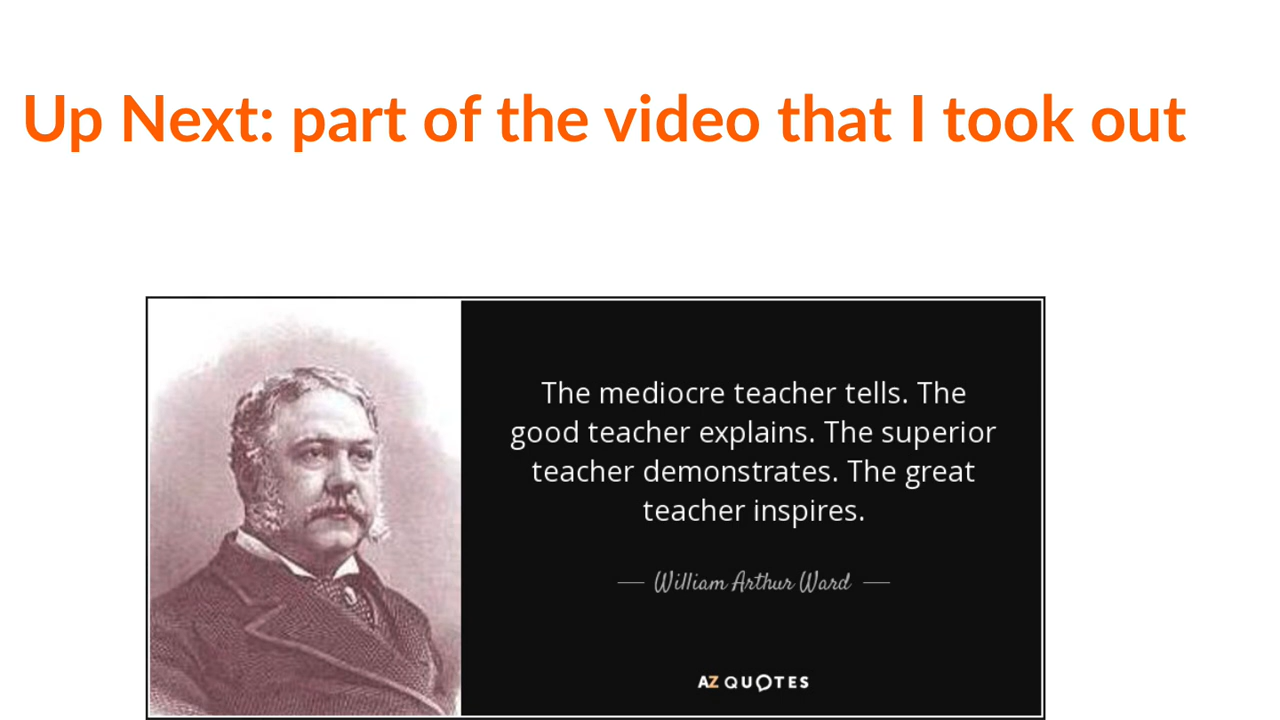 Up Next: part of the video that I took out
The mediocre teacher tells. The
good teacher explains. The superior
teacher demonstrates. The great
teacher inspires.
William Arthur Ward
AZ QUOTES